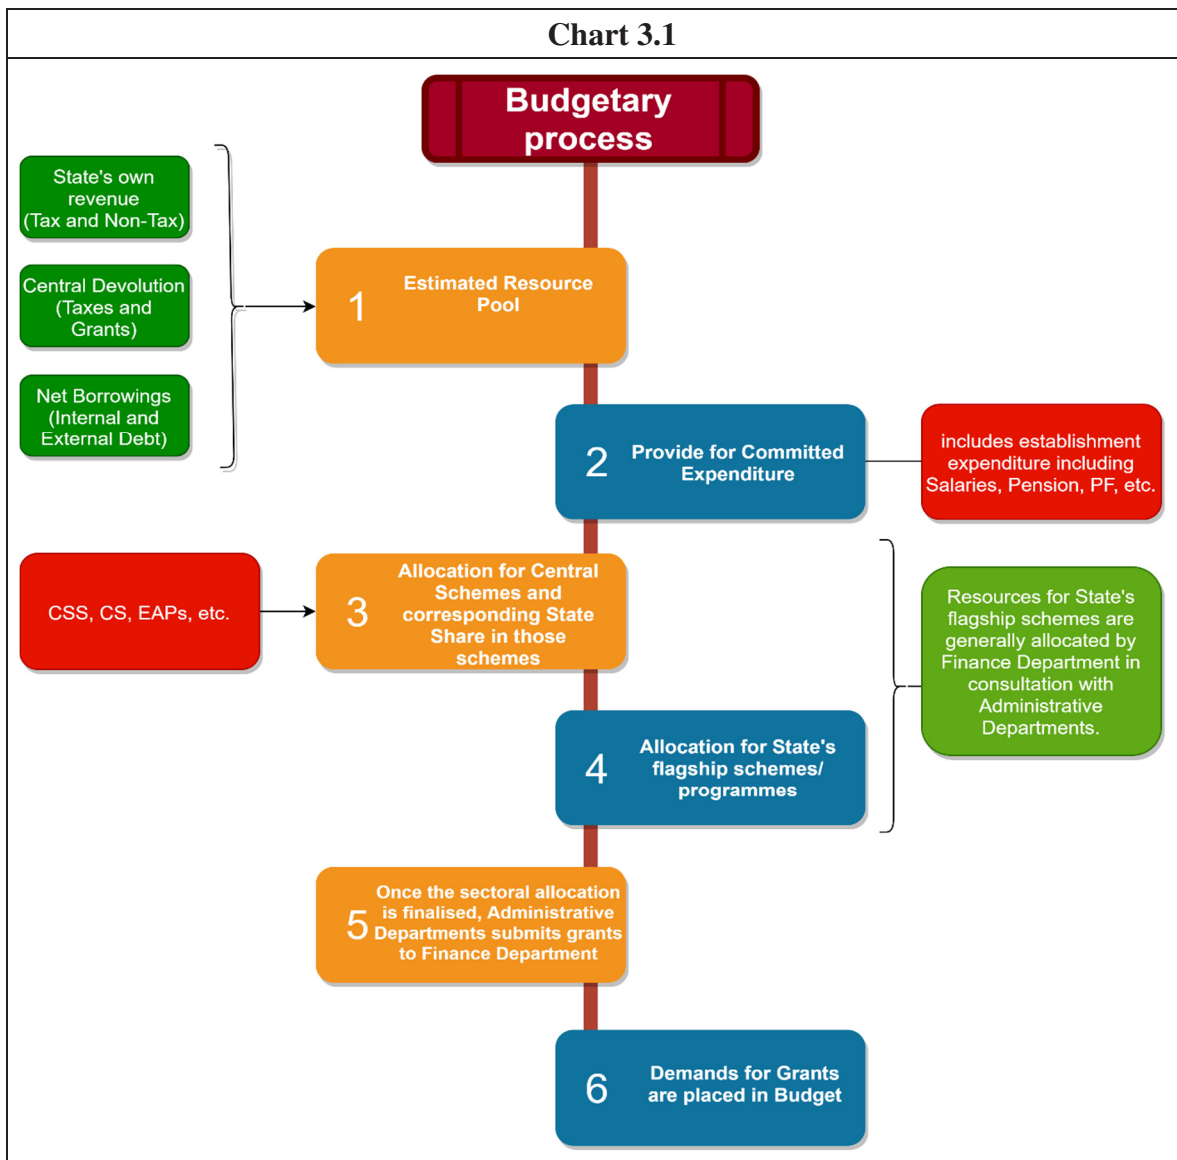 Chart 3.1
Budgetary
process
State's own
revenue
(Tax and Non-Tax)
Central Devolution
(Taxes and
Grants)
Net Borrowings
(Internal and
External Debt)
1
Estimated Resource
Pool
2
Provide for Committed
Expenditure
includes establishment
expenditure including
Salaries, Pension, PF, etc.
CSS, CS, EAPs, etc.
3
Allocation for Central
Schemes and
corresponding State
Share in those
schemes
4
Allocation for State's
flagship schemes/
programmes
Resources for State's
flagship schemes are
generally allocated by
Finance Department in
consultation with
Administrative
Departments.
5
Once the sectoral allocation
is finalised, Administrative
Departments submits grants
to Finance Department
6
Demands for Grants
are placed in Budget